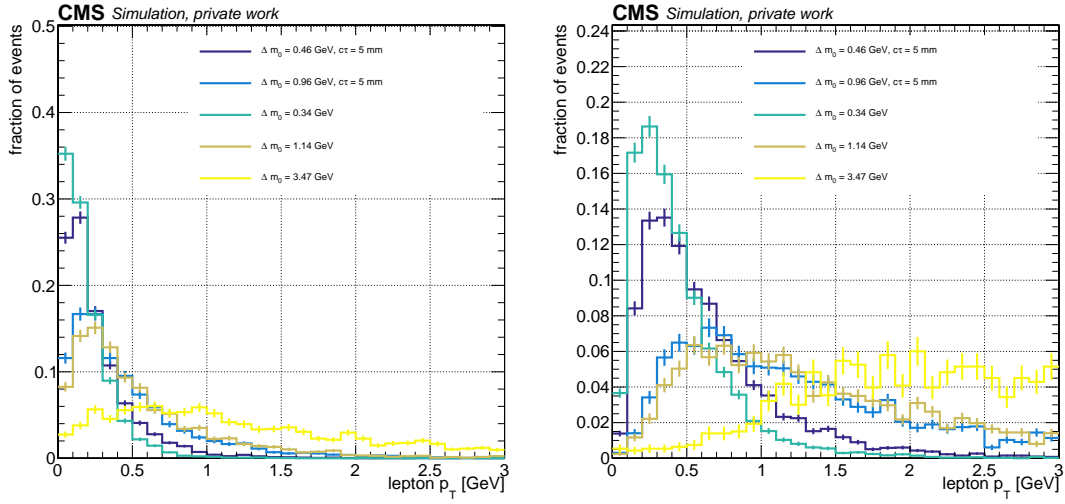 CMS Simulation, private work
fraction of events
0.5
0.4
0.3
0.2
0.1
0
Δ m₀ = 0.46 GeV, cτ = 5 mm
Δ m₀ = 0.96 GeV, cτ = 5 mm
Δ m₀ = 0.34 GeV
Δ m₀ = 1.14 GeV
Δ m₀ = 3.47 GeV
0 0.5 1 1.5 2 2.5 3
lepton p_T [GeV]
CMS Simulation, private work
fraction of events
0.24
0.22
0.2
0.18
0.16
0.14
0.12
0.1
0.08
0.06
0.04
0.02
0
Δ m₀ = 0.46 GeV, cτ = 5 mm
Δ m₀ = 0.96 GeV, cτ = 5 mm
Δ m₀ = 0.34 GeV
Δ m₀ = 1.14 GeV
Δ m₀ = 3.47 GeV
0 0.5 1 1.5 2 2.5 3
lepton p_T [GeV]